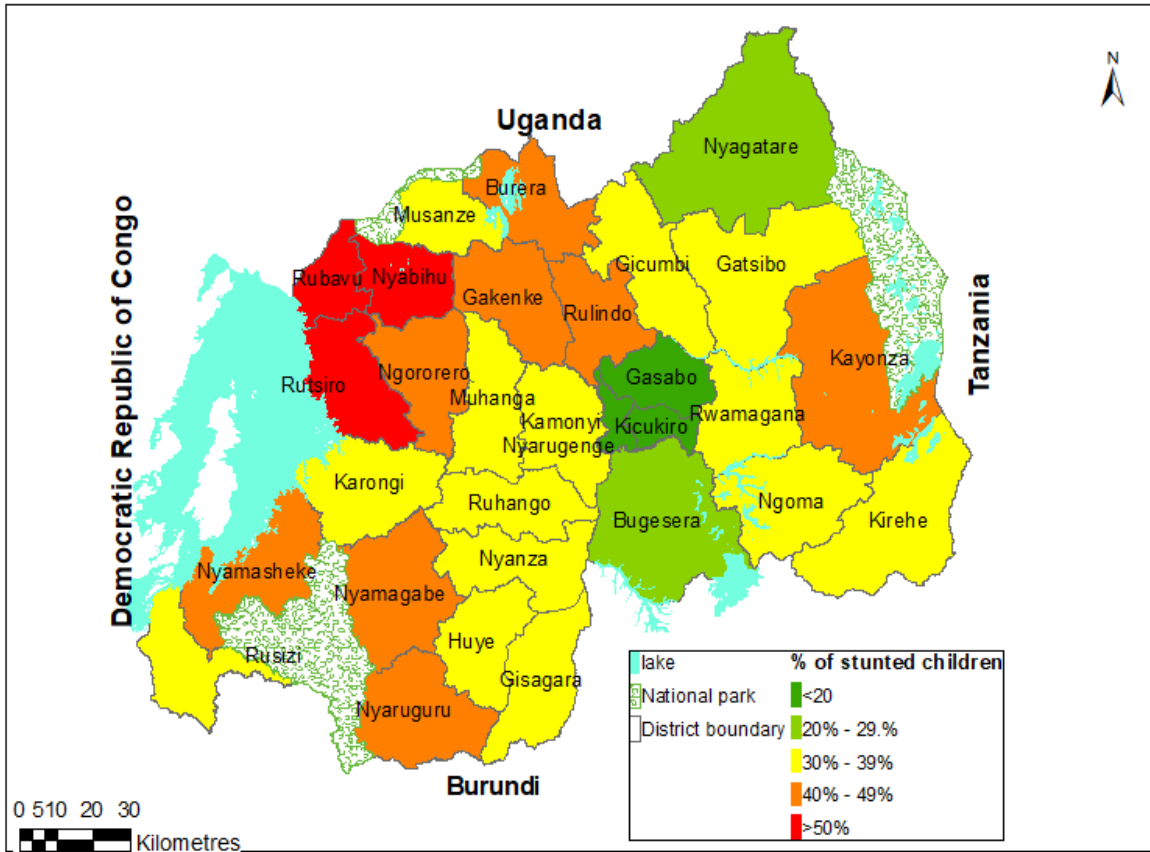 N
Uganda
Nyagatare
Burera
Musanze
Democratic Republic of Congo
Rubavu
Nyabihu
Gicumbi
Gatsibo
Gakenke
Rulindo
Tanzania
Kayonza
Rutsiro
Ngororero
Gasabo
Muhanga
Kamonyi
Kicukiro
Rwamagana
Nyarugenge
Karongi
Ruhango
Ngoma
Bugesera
Kirehe
Nyanza
Nyamasheke
Nyamagabe
Huye
Rusizi
Gisagara
Nyaruguru
Burundi
lake
National park
District boundary
% of stunted children
<20
20% - 29.%
30% - 39%
40% - 49%
>50%
0 510 20 30
Kilometres